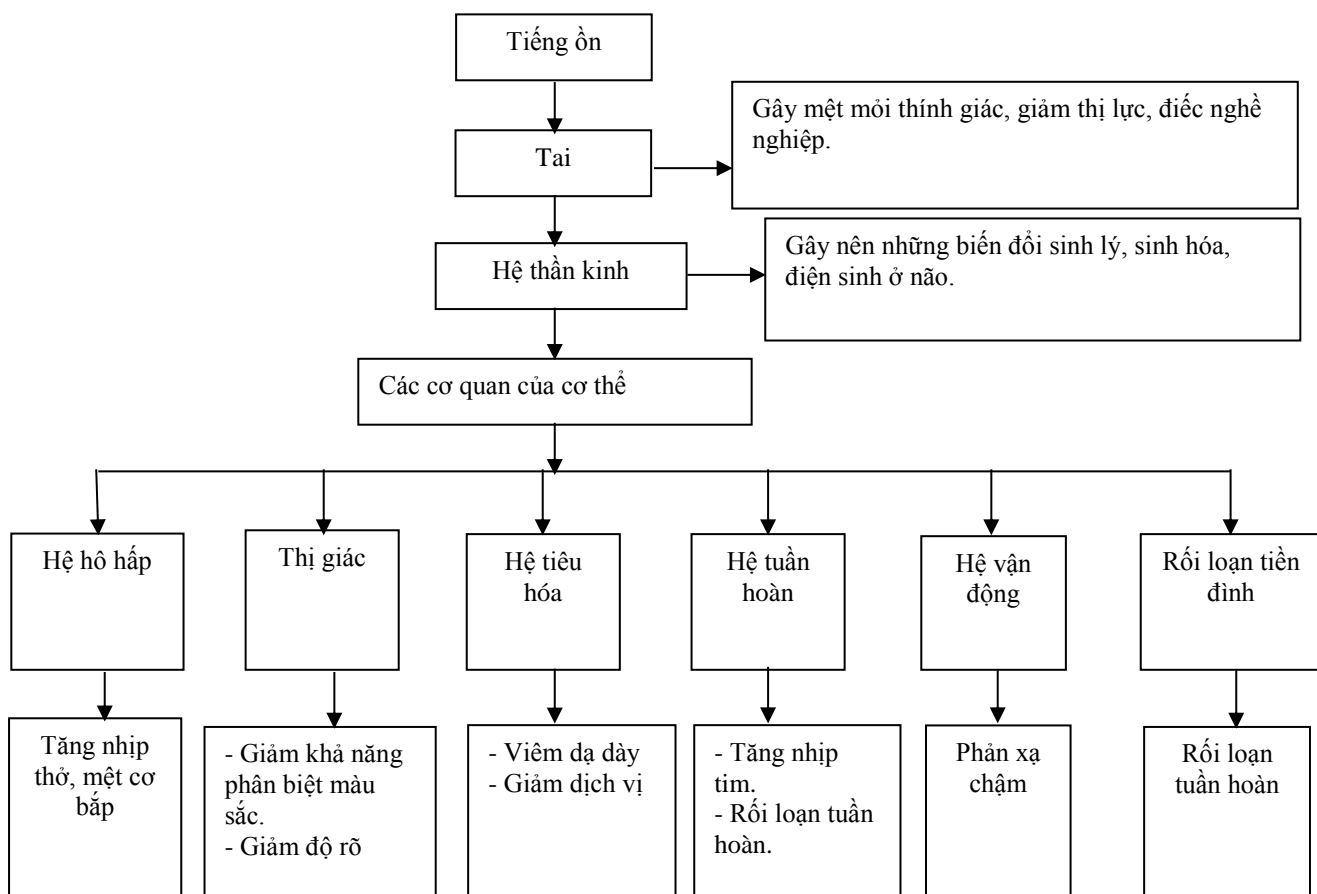 Tiếng ồn
Gây mệt mỏi thính giác, giảm thị lực, điếc nghề
nghiệp.
Tai
Gây nên những biến đổi sinh lý, sinh hóa,
điện sinh ở não.
Hệ thần kinh
Các cơ quan của cơ thể
Hệ hô hấp
Thị giác
Hệ tiêu
hóa
Hệ tuần
hoàn
Hệ vận
động
Rối loạn tiền
đình
Tăng nhịp
thở, mệt cơ
bắp
- Giảm khả năng
phân biệt màu
sắc.
- Giảm độ rõ
- Viêm dạ dày
- Giảm dịch vị
- Tăng nhịp
tim.
- Rối loạn tuần
hoàn.
Phản xạ
chậm
Rối loạn
tuần hoàn